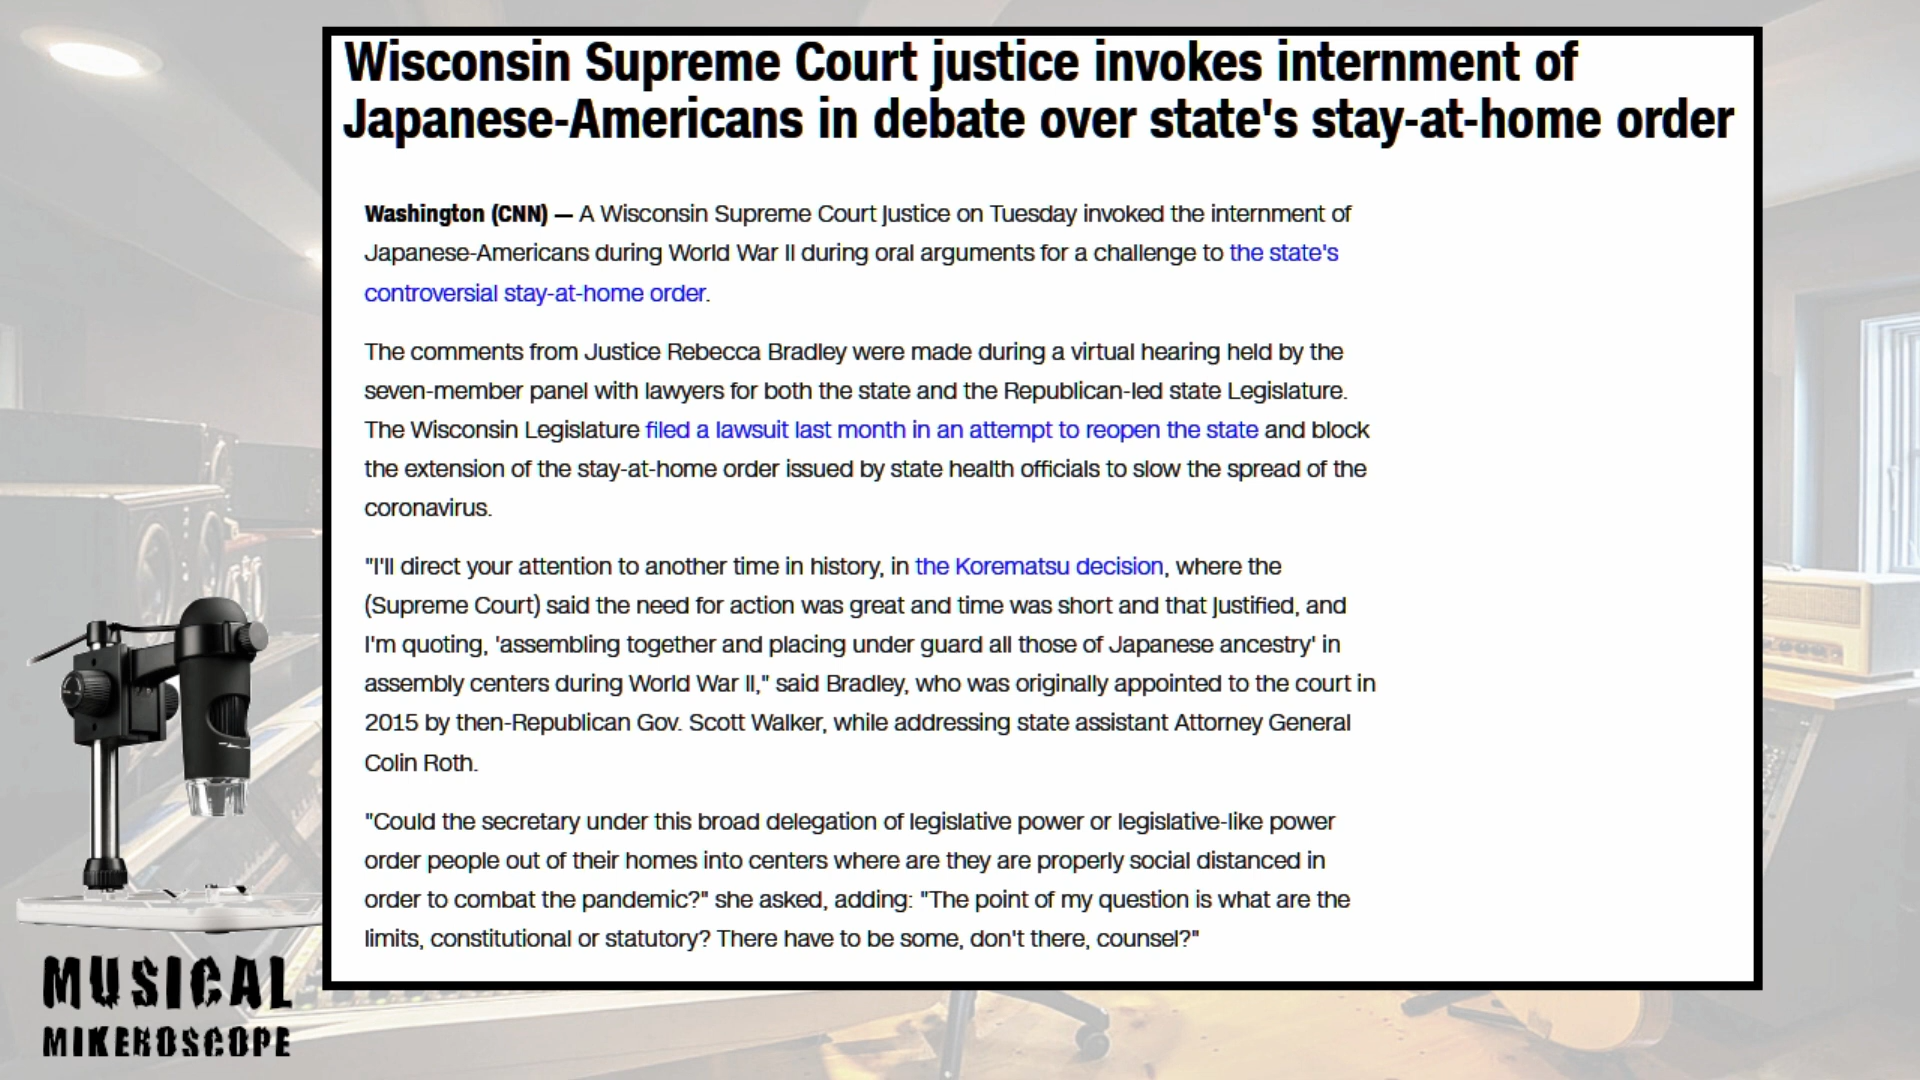 Wisconsin Supreme Court justice invokes internment of
Japanese-Americans in debate over state's stay-at-home order
Washington (CNN) — A Wisconsin Supreme Court Justice on Tuesday invoked the internment of
Japanese-Americans during World War II during oral arguments for a challenge to the state's
controversial stay-at-home order.
The comments from Justice Rebecca Bradley were made during a virtual hearing held by the
seven-member panel with lawyers for both the state and the Republican-led state Legislature.
The Wisconsin Legislature filed a lawsuit last month in an attempt to reopen the state and block
the extension of the stay-at-home order issued by state health officials to slow the spread of the
coronavirus.
"I'll direct your attention to another time in history, in the Korematsu decision, where the
(Supreme Court) said the need for action was great and time was short and that justified, and
I'm quoting, 'assembling together and placing under guard all those of Japanese ancestry' in
assembly centers during World War II," said Bradley, who was originally appointed to the court in
2015 by then-Republican Gov. Scott Walker, while addressing state assistant Attorney General
Colin Roth.
"Could the secretary under this broad delegation of legislative power or legislative-like power
order people out of their homes into centers where are they are properly social distanced in
order to combat the pandemic?" she asked, adding: "The point of my question is what are the
limits, constitutional or statutory? There have to be some, don't there, counsel?"
MUSICAL
MIKEROSCOPE